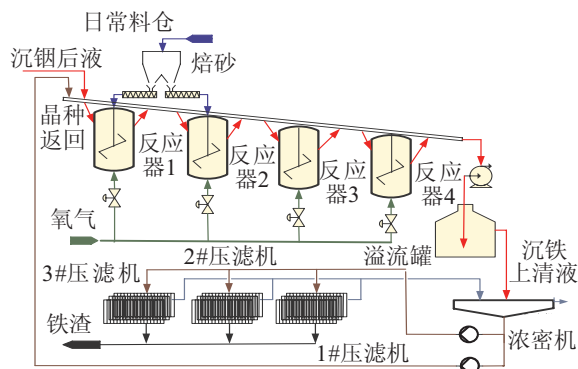 日常料仓
沉铟后液
焙砂
晶种
返回
反应
器1
反应
器2
反应
器3
反应
器4
氧气
溢流罐
沉铁
上清液
3#压滤机
2#压滤机
铁渣
1#压滤机
浓密机